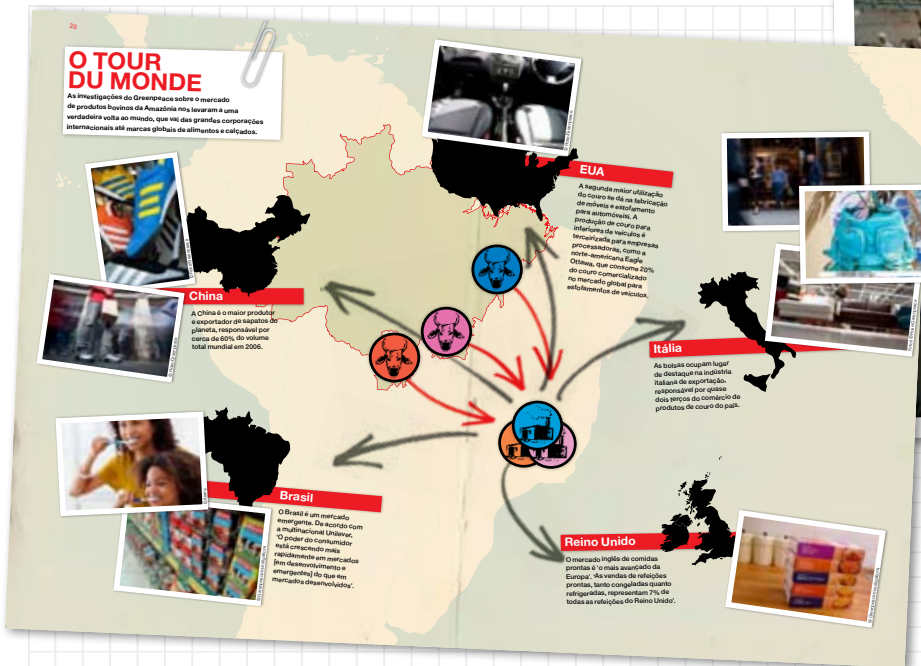 20
O TOUR
DU MONDE
As investigações do Greenpeace sobre o mercado
de produtos bovinos da Amazônia nos levaram a uma
verdadeira volta ao mundo, que vai das grandes corporações
internacionais até marcas globais de alimentos e calçados.
EUA
A segunda maior utilização
do couro se dá na fabricação
de móveis e estofamento
para automóveis. A
produção de couro para
interiores de veículos é
terceirizada para empresas
processadoras, como a
norte-americana Eagle
Ottawa, que consome 20%
do couro comercializado
no mercado global para
estofamentos de veículos.
China
A China é o maior produtor
e exportador de sapatos do
planeta, responsável por
cerca de 60% do volume
total mundial em 2006.
Itália
As bolsas ocupam lugar
de destaque na indústria
italiana de exportação,
responsável por quase
dois terços do comércio de
produtos de couro do país.
Brasil
O Brasil é um mercado
emergente. De acordo com
a multinacional Unilever,
'O poder do consumidor
está crescendo mais
rapidamente em mercados
[em desenvolvimento e
emergentes] do que em
mercados desenvolvidos'.
Reino Unido
O mercado inglês de comidas
prontas é 'o mais avançado da
Europa'. 'As vendas de refeições
prontas, tanto congeladas quanto
refrigeradas, representam 7% de
todas as refeições do Reino Unido'.